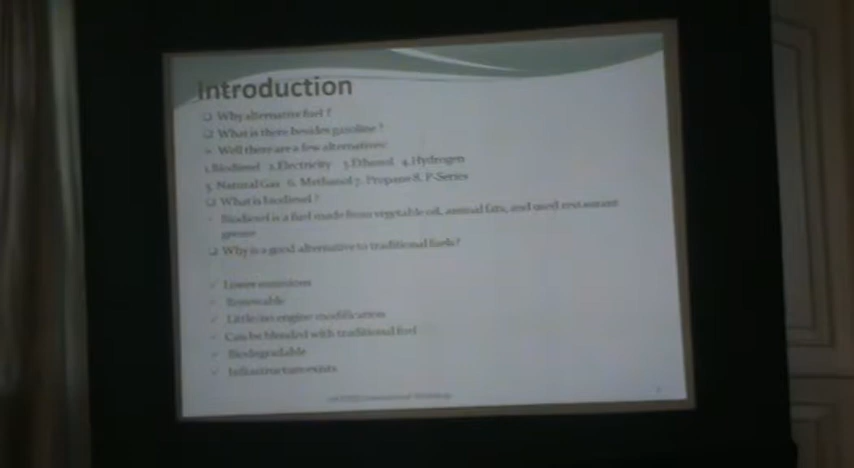 Introduction
Why alternative fuel ?
What is there besides gasoline ?
Well there are a few alternatives:
1.Biodiesel 2.Electricity 3.Ethanol 4.Hydrogen
5. Natural Gas 6. Methanol 7. Propane 8. P-Series
What is biodiesel ?
Biodiesel is a fuel made from vegetable oil, animal fats, and used restaurant
grease
Why is a good alternative to traditional fuels?
Lower emissions
Renewable
Little/no engine modification
Can be blended with traditional fuel
Biodegradable
Infrastructure exists